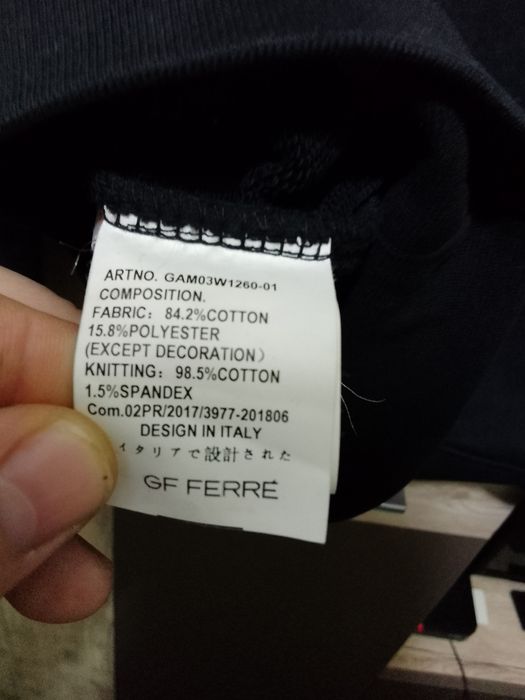 ARTNO. GAM03W1260-01
COMPOSITION.
FABRIC: 84.2%COTTON
15.8%POLYESTER
(EXCEPT DECORATION)
KNITTING: 98.5%COTTON
1.5%SPANDEX
Com.02PR/2017/3977-201806
DESIGN IN ITALY
イタリアで設計された
GF FERRE